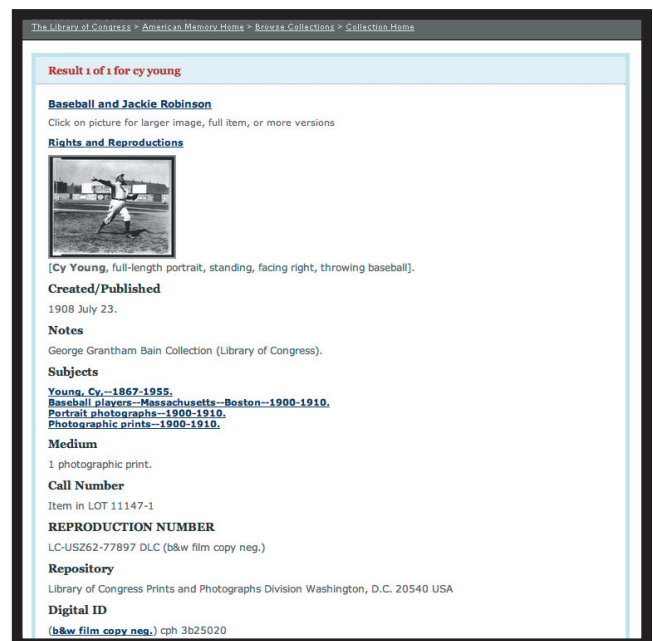 The Library of Congress > American Memory Home > Browse Collections > Collection Home
Result 1 of 1 for cy young
Baseball and Jackie Robinson
Click on picture for larger image, full item, or more versions
Rights and Reproductions
[Cy Young, full-length portrait, standing, facing right, throwing baseball].
Created/Published
1908 July 23.
Notes
George Grantham Bain Collection (Library of Congress).
Subjects
Young, Cy,--1867-1955.
Baseball players--Massachusetts--Boston--1900-1910.
Portrait photographs--1900-1910.
Photographic prints--1900-1910.
Medium
1 photographic print.
Call Number
Item in LOT 11147-1
REPRODUCTION NUMBER
LC-USZ62-77897 DLC (b&w film copy neg.)
Repository
Library of Congress Prints and Photographs Division Washington, D.C. 20540 USA
Digital ID
(b&w film copy neg.) cph 3b25020